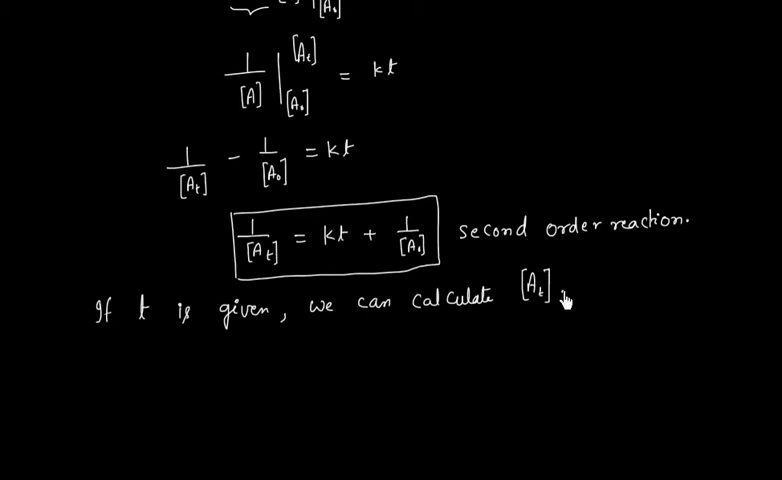 [A₀]
1/[A] |[Aₜ] [A₀] = kt
1/[Aₜ] - 1/[A₀] = kt
1/[Aₜ] = kt + 1/[A₀] second order reaction.
If t is given, we can calculate [Aₜ].